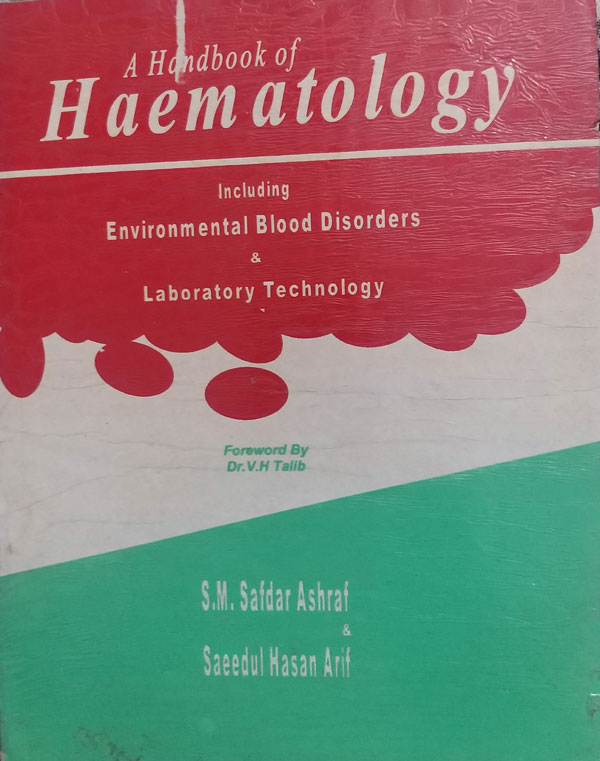 A Handbook of
Haematology
Including
Environmental Blood Disorders
&
Laboratory Technology
Foreword By
Dr.V.H Talib
S.M. Safdar Ashraf
&
Saeedul Hasan Arif